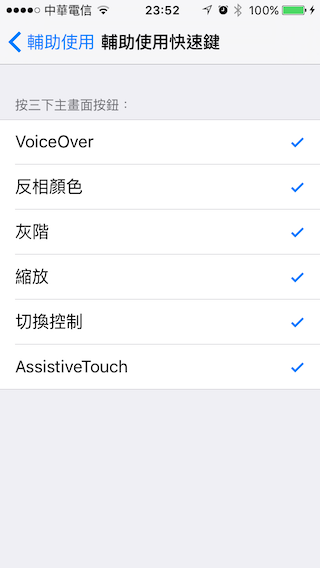 中華電信 23:52 100%
輔助使用 輔助使用快速鍵
按三下主畫面按鈕：
VoiceOver
反相顏色
灰階
縮放
切換控制
AssistiveTouch